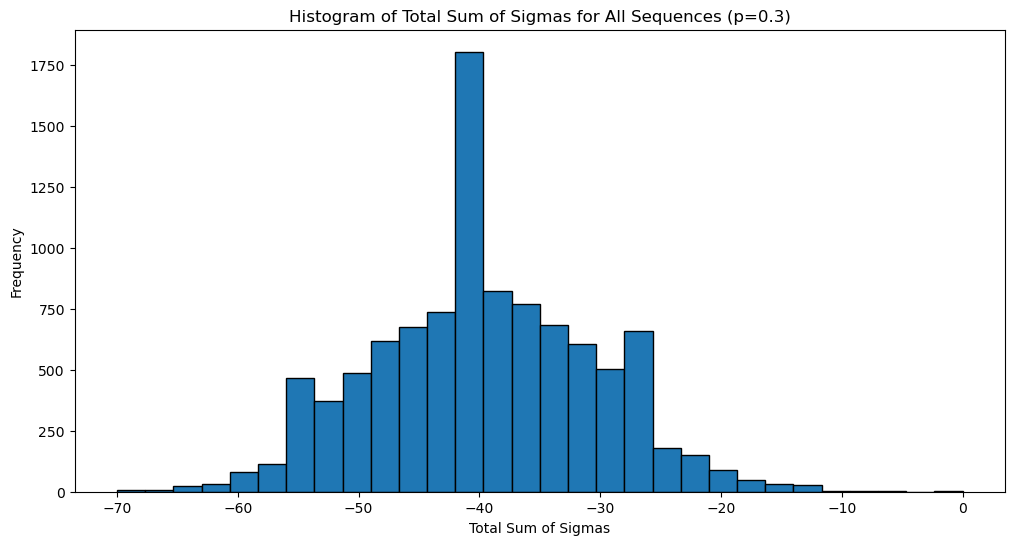 Histogram of Total Sum of Sigmas for All Sequences (p=0.3)
Frequency
1750
1500
1250
1000
750
500
250
0
−70 −60 −50 −40 −30 −20 −10 0
Total Sum of Sigmas